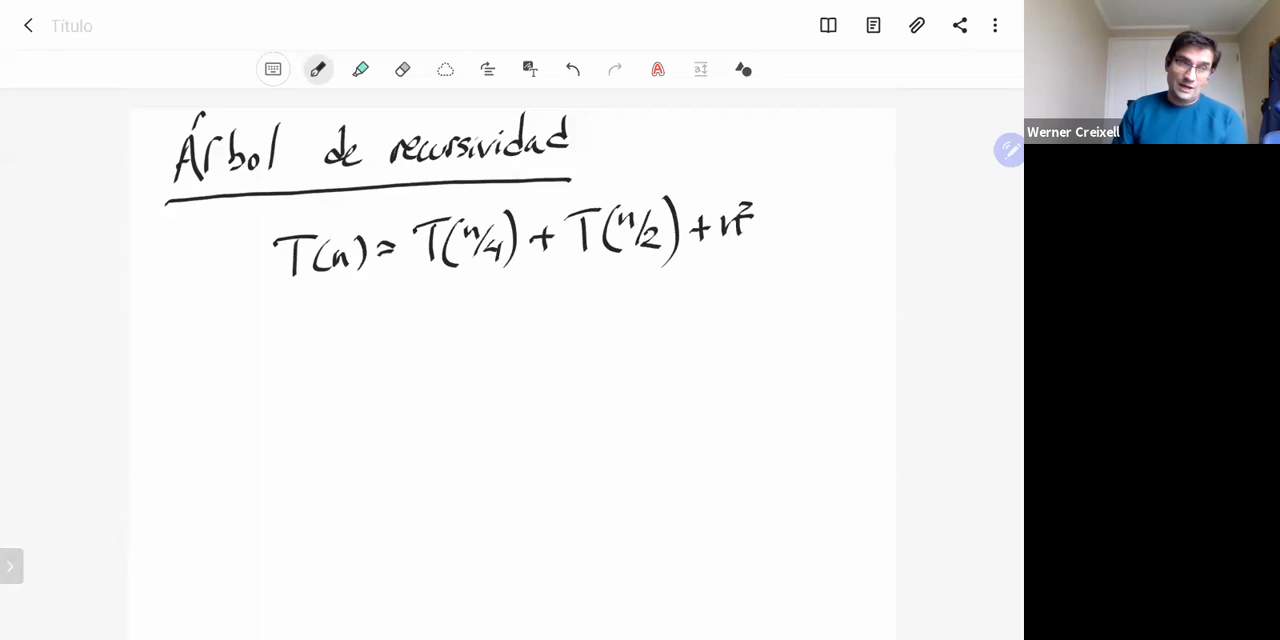 Título
Árbol de recursividad
T(n) = T(n/4) + T(n/2) + n²
Werner Creixell